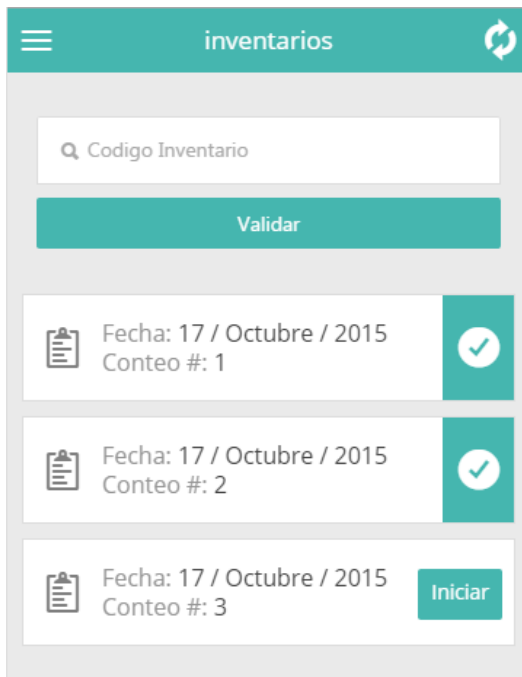 inventarios
Codigo Inventario
Validar
Fecha: 17 / Octubre / 2015
Conteo #: 1
Fecha: 17 / Octubre / 2015
Conteo #: 2
Fecha: 17 / Octubre / 2015
Conteo #: 3
Iniciar